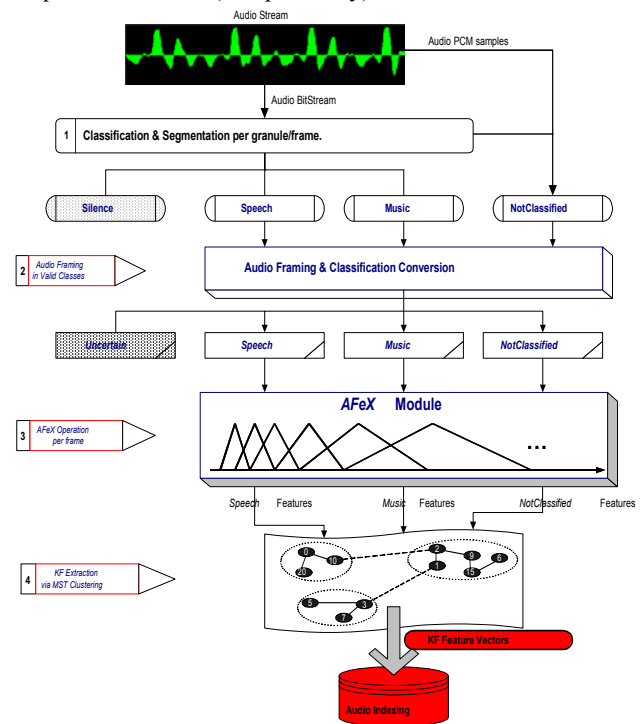 Audio Stream
Audio PCM samples
Audio BitStream
1 Classification & Segmentation per granule/frame.
Silence Speech Music NotClassified
2 Audio Framing
in Valid Classes
Audio Framing & Classification Conversion
Uncertain Speech Music NotClassified
AFeX Module
3 AFeX Operation
per frame
...
Speech Features Music Features NotClassified Features
0 2 9 6
20 10 1 15
4 KF Extraction
via MST Clustering
5 3
7
KF Feature Vectors
Audio Indexing